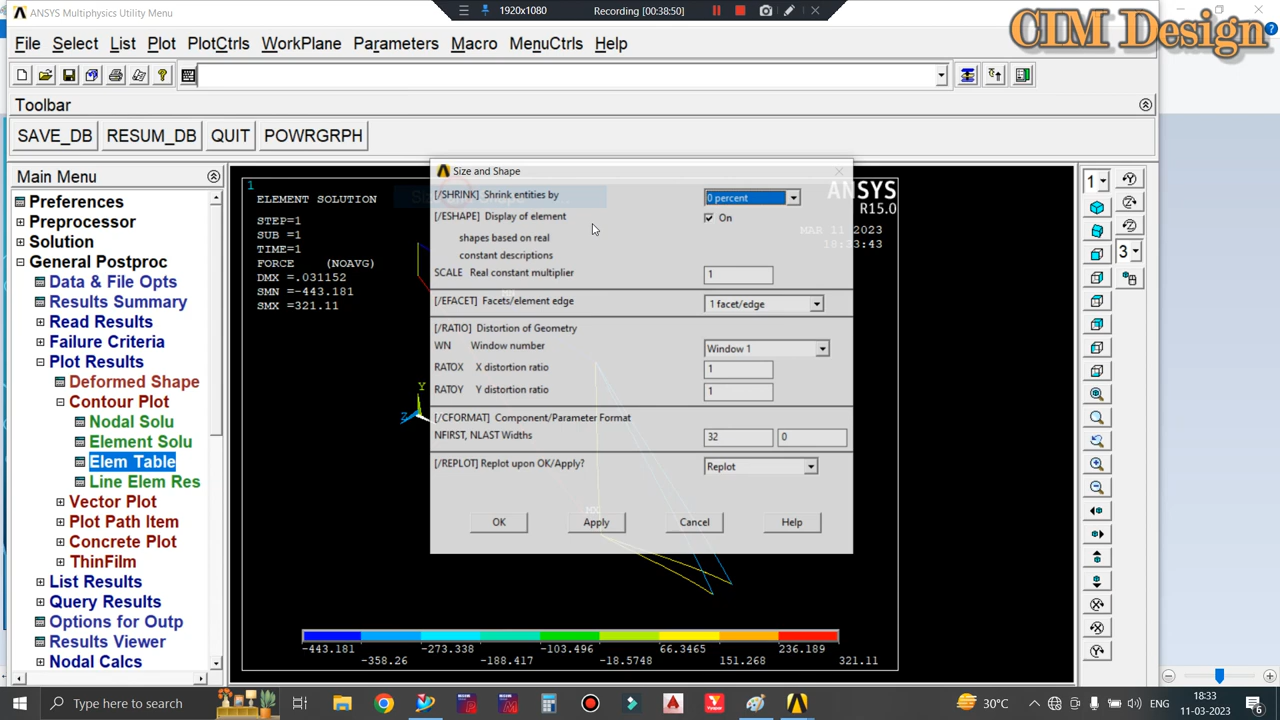 ANSYS Multiphysics Utility Menu
1920x1080
Recording [00:38:50]
CIM Design
File Select List Plot PlotCtrls WorkPlane Parameters Macro MenuCtrls Help
Toolbar
SAVE_DB RESUM_DB QUIT POWRGRPH
Main Menu
Preferences
Preprocessor
Solution
General Postproc
Data & File Opts
Results Summary
Read Results
Failure Criteria
Plot Results
Deformed Shape
Contour Plot
Nodal Solu
Element Solu
Elem Table
Line Elem Res
Vector Plot
Plot Path Item
Concrete Plot
ThinFilm
List Results
Query Results
Options for Outp
Results Viewer
Nodal Calcs
1
ELEMENT SOLUTION
STEP=1
SUB =1
TIME=1
FORCE (NOAVG)
DMX =.031152
SMN =-443.181
SMX =321.11
ANSYS
R15.0
MAR 11 2023
18:33:43
Y
Z
MX
Size and Shape
[/SHRINK] Shrink entities by
0 percent
[/ESHAPE] Display of element
On
shapes based on real
constant descriptions
SCALE Real constant multiplier
1
[/EFACET] Facets/element edge
1 facet/edge
[/RATIO] Distortion of Geometry
WN Window number
Window 1
RATOX X distortion ratio
1
RATOY Y distortion ratio
1
[/CFORMAT] Component/Parameter Format
NFIRST, NLAST Widths
32 0
[/REPLOT] Replot upon OK/Apply?
Replot
OK Apply Cancel Help
-443.181 -273.338 -103.496 66.3465 236.189
-358.26 -188.417 -18.5748 151.268 321.11
1
3
Type here to search
30°C
ENG
18:33
11-03-2023
6